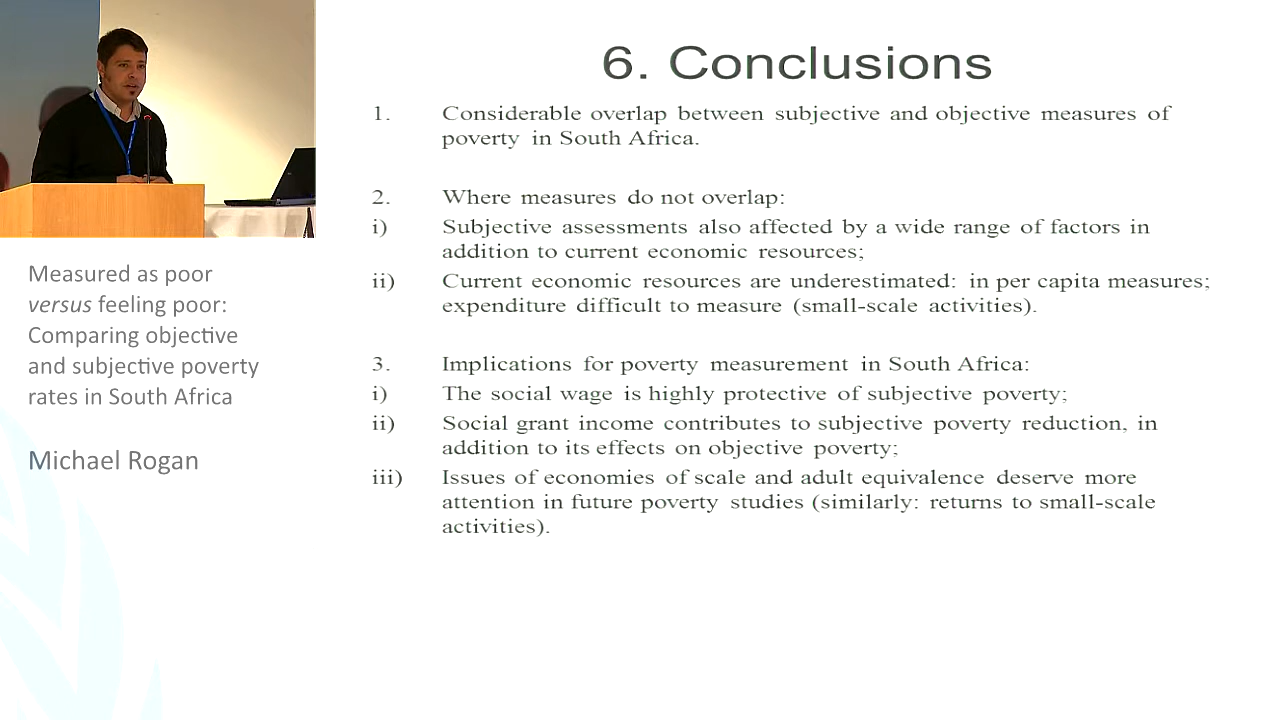 6. Conclusions
1. Considerable overlap between subjective and objective measures of
poverty in South Africa.
2. Where measures do not overlap:
i) Subjective assessments also affected by a wide range of factors in
addition to current economic resources;
ii) Current economic resources are underestimated: in per capita measures;
expenditure difficult to measure (small-scale activities).
3. Implications for poverty measurement in South Africa:
i) The social wage is highly protective of subjective poverty;
ii) Social grant income contributes to subjective poverty reduction, in
addition to its effects on objective poverty;
iii) Issues of economies of scale and adult equivalence deserve more
attention in future poverty studies (similarly: returns to small-scale
activities).
Measured as poor
versus feeling poor:
Comparing objective
and subjective poverty
rates in South Africa
Michael Rogan